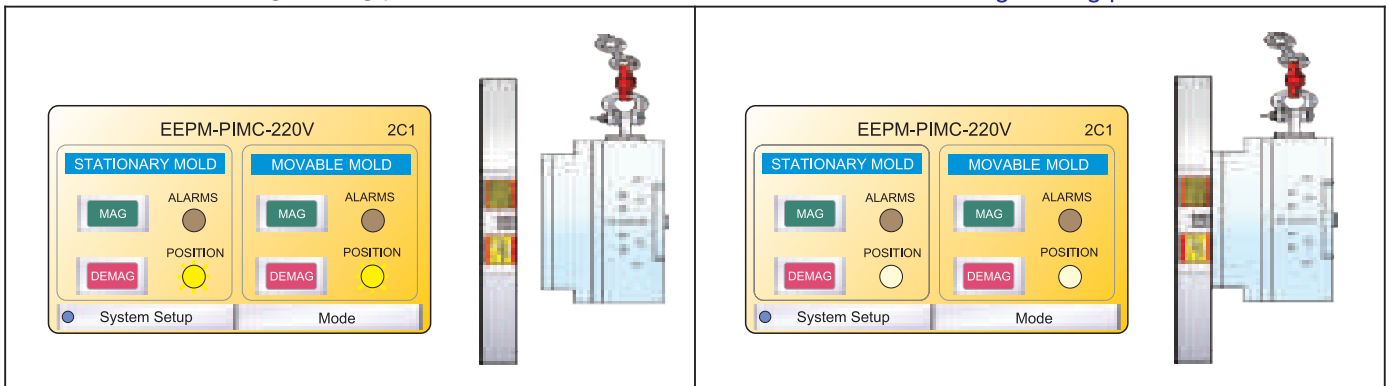 EEPM-PIMC-220V 2C1
STATIONARY MOLD MOVABLE MOLD
MAG ALARMS MAG ALARMS
DEMAG POSITION DEMAG POSITION
System Setup Mode
EEPM-PIMC-220V 2C1
STATIONARY MOLD MOVABLE MOLD
MAG ALARMS MAG ALARMS
DEMAG POSITION DEMAG POSITION
System Setup Mode